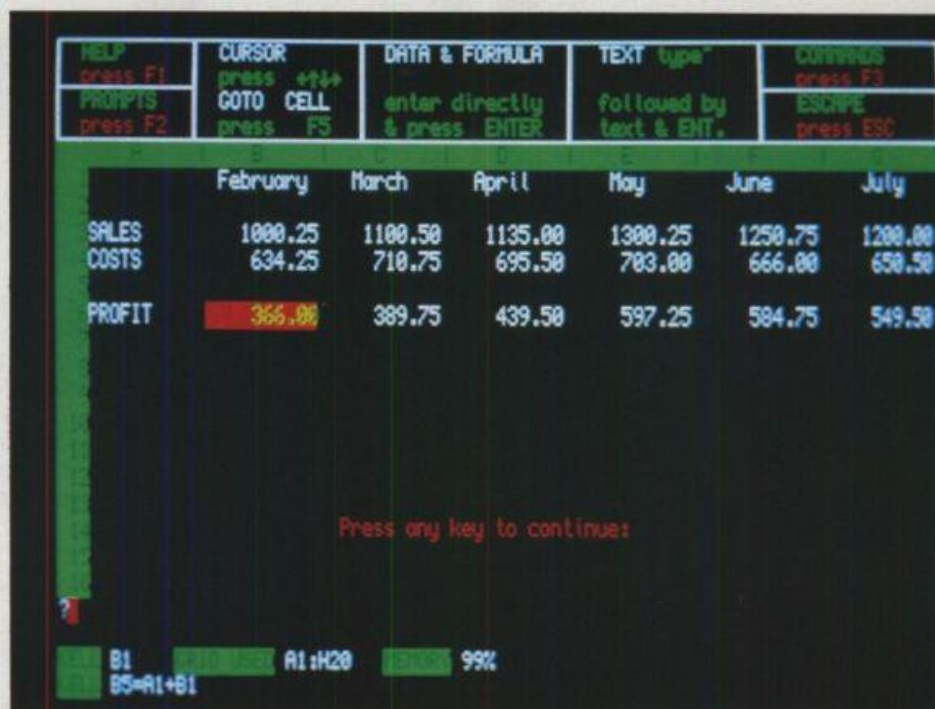 HELP CURSOR DATA & FORMULA TEXT type" COMMANDS
press F1 press ←↑↓→ press F3
PROMPTS GOTO CELL enter directly followed by ESCAPE
press F2 press F5 & press ENTER text & ENT. press ESC
A B C D E F G
February March April May June July
SALES 1000.25 1100.50 1135.00 1300.25 1250.75 1200.00
COSTS 634.25 710.75 695.50 703.00 666.00 650.50
PROFIT 366.00 389.75 439.50 597.25 584.75 549.50
Press any key to continue:
?
CELL B1 GRID USED A1:H20 MEMORY 99%
B5=A1+B1